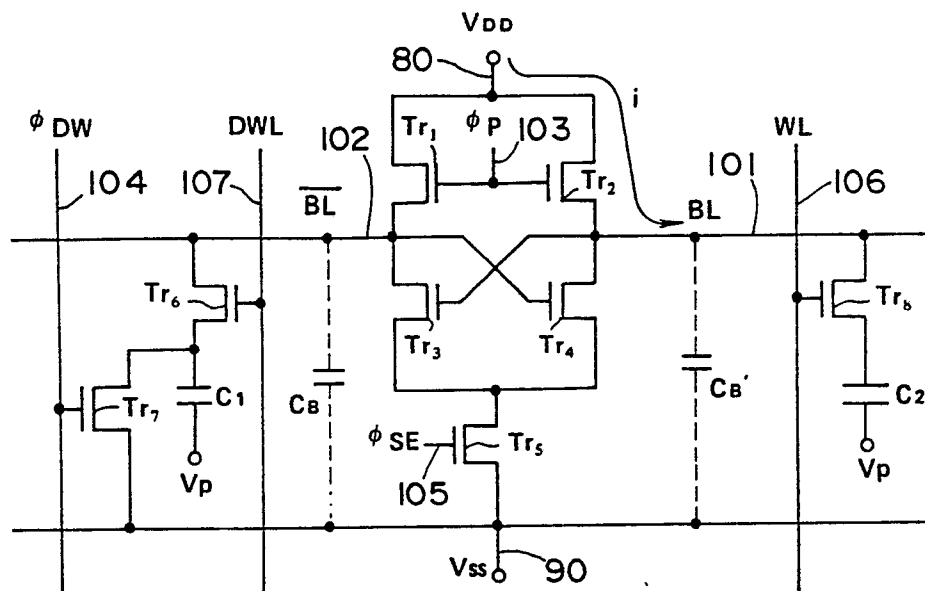 VDD
80
i
φDW
DWL
Tr1
φP
103
WL
104
107
102
Tr2
101
106
BL
BL
Tr6
Tr8
Tr3
Tr4
Tr7
C1
CB
CB'
C2
φSE
Tr5
Vp
105
Vp
VSS
90